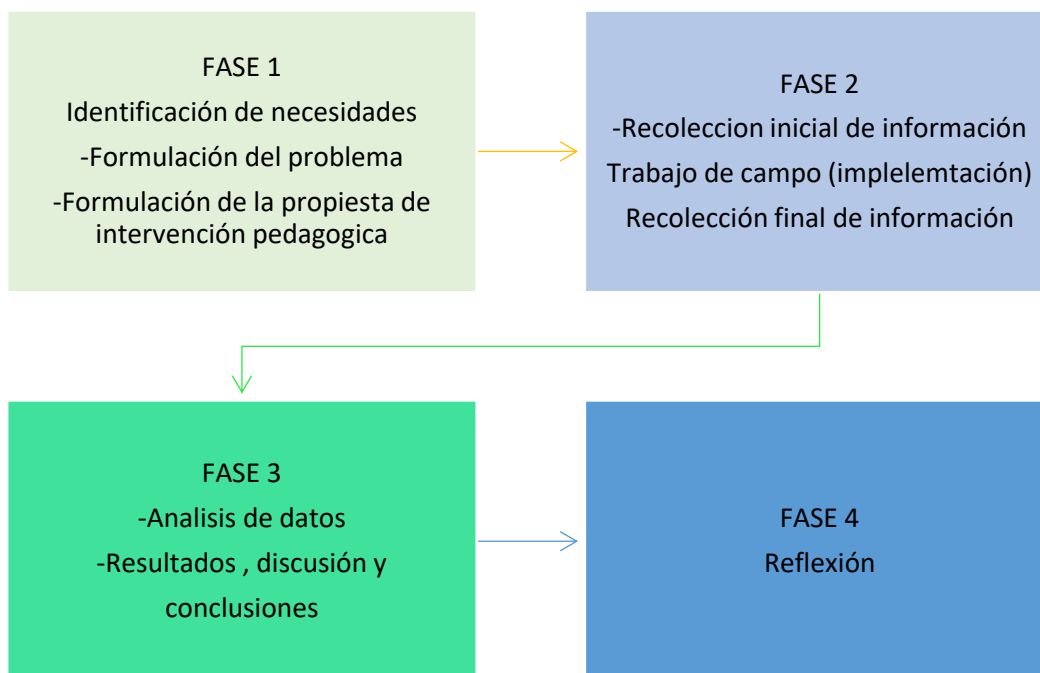 FASE 1
Identificación de necesidades
-Formulación del problema
-Formulación de la propiesta de
intervención pedagogica
FASE 2
-Recoleccion inicial de información
Trabajo de campo (implelemtación)
Recolección final de información
FASE 3
-Analisis de datos
-Resultados , discusión y
conclusiones
FASE 4
Reflexión